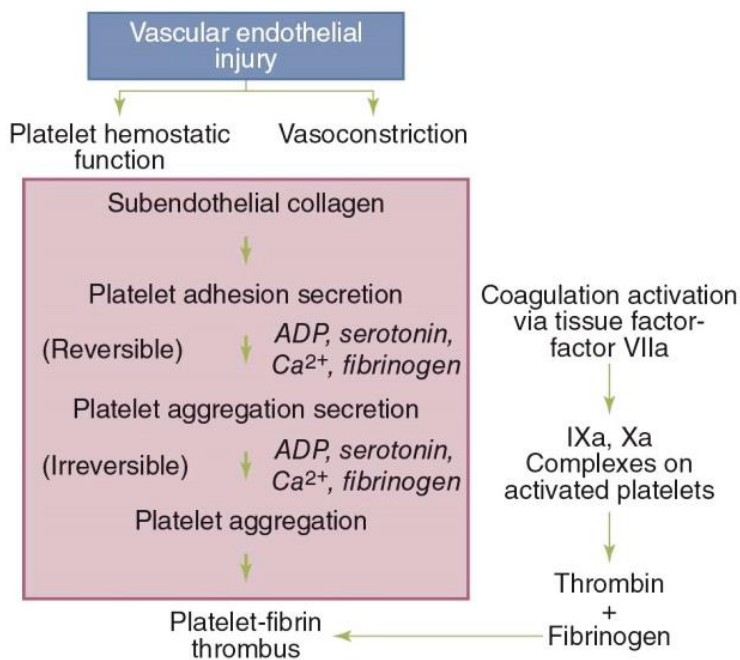 Vascular endothelial
injury
Platelet hemostatic
function
Vasoconstriction
Subendothelial collagen
Platelet adhesion secretion
(Reversible)
ADP, serotonin,
Ca²⁺, fibrinogen
Platelet aggregation secretion
(Irreversible)
ADP, serotonin,
Ca²⁺, fibrinogen
Platelet aggregation
Platelet-fibrin
thrombus
Coagulation activation
via tissue factor-
factor VIIa
IXa, Xa
Complexes on
activated platelets
Thrombin
+
Fibrinogen